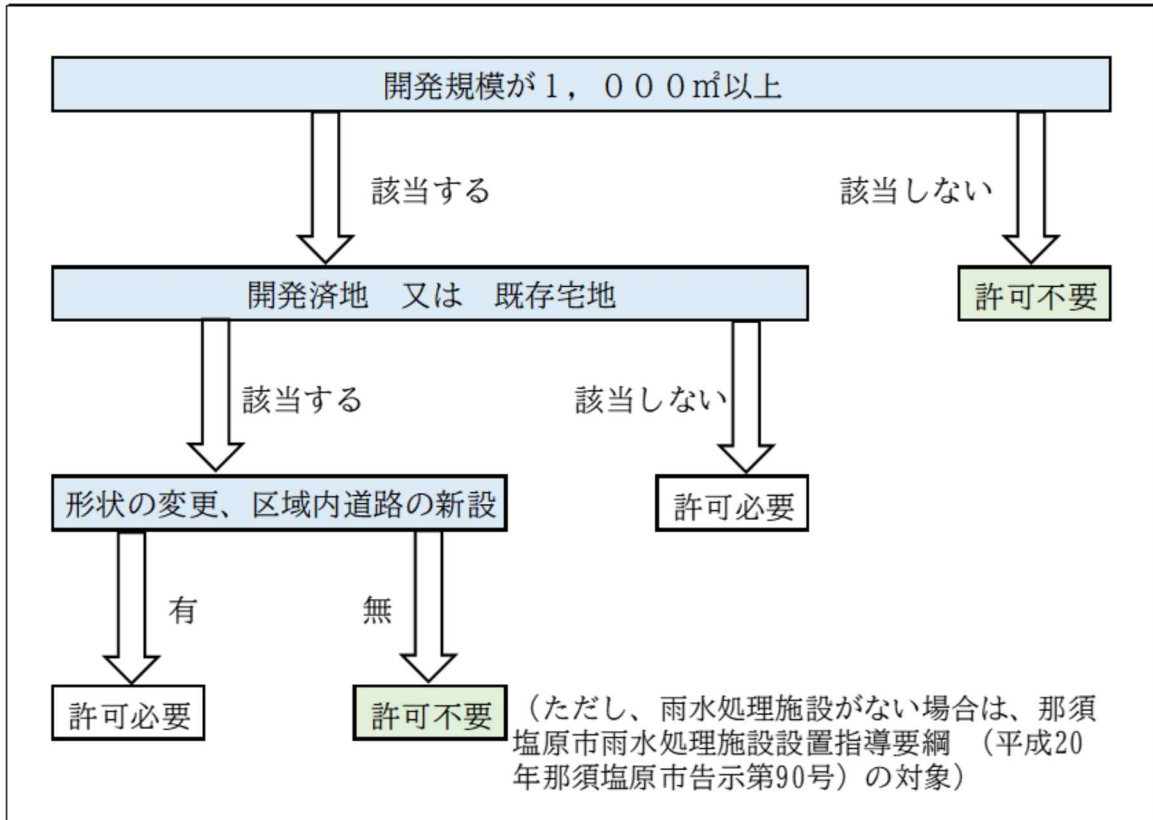 開発規模が１，０００㎡以上
該当する
該当しない
開発済地　又は　既存宅地
許可不要
該当する
該当しない
形状の変更、区域内道路の新設
許可必要
有
無
許可必要
許可不要
（ただし、雨水処理施設がない場合は、那須
塩原市雨水処理施設設置指導要綱　（平成20
年那須塩原市告示第90号）の対象）